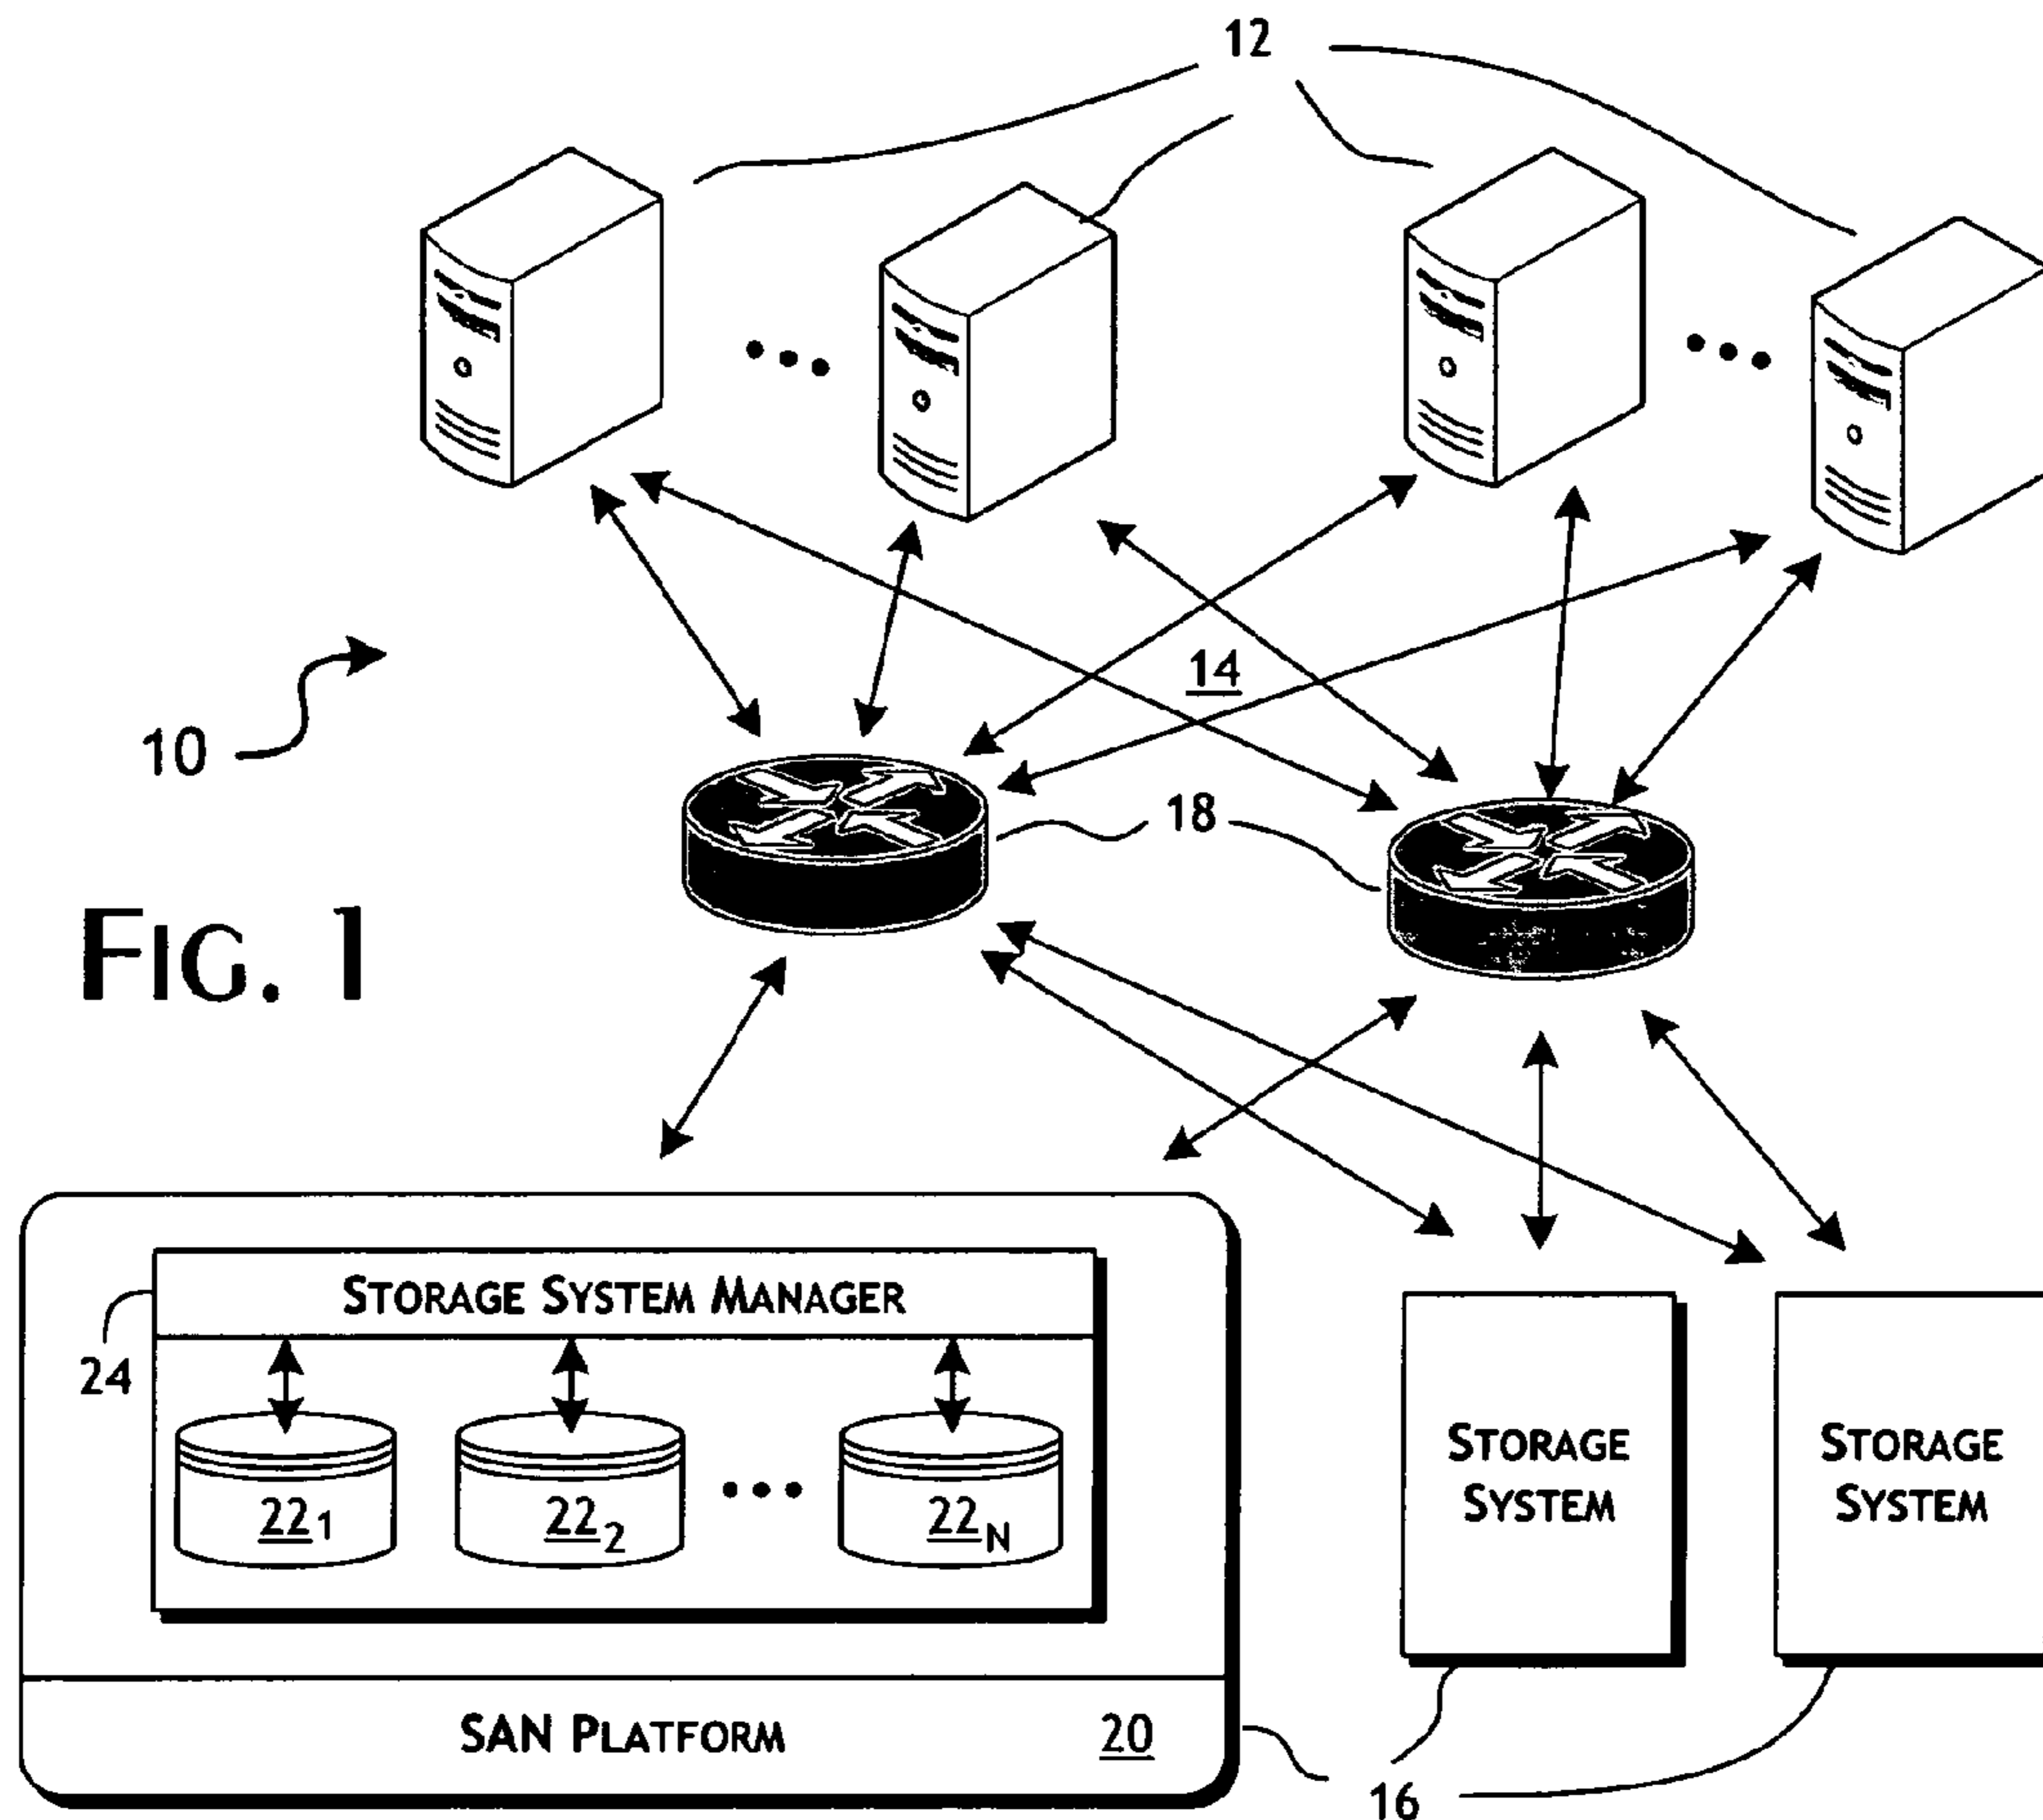 12
14
10
18
FIG. 1
STORAGE SYSTEM MANAGER
24
22₁ 22₂ 22N
STORAGE
SYSTEM
STORAGE
SYSTEM
SAN PLATFORM 20
16